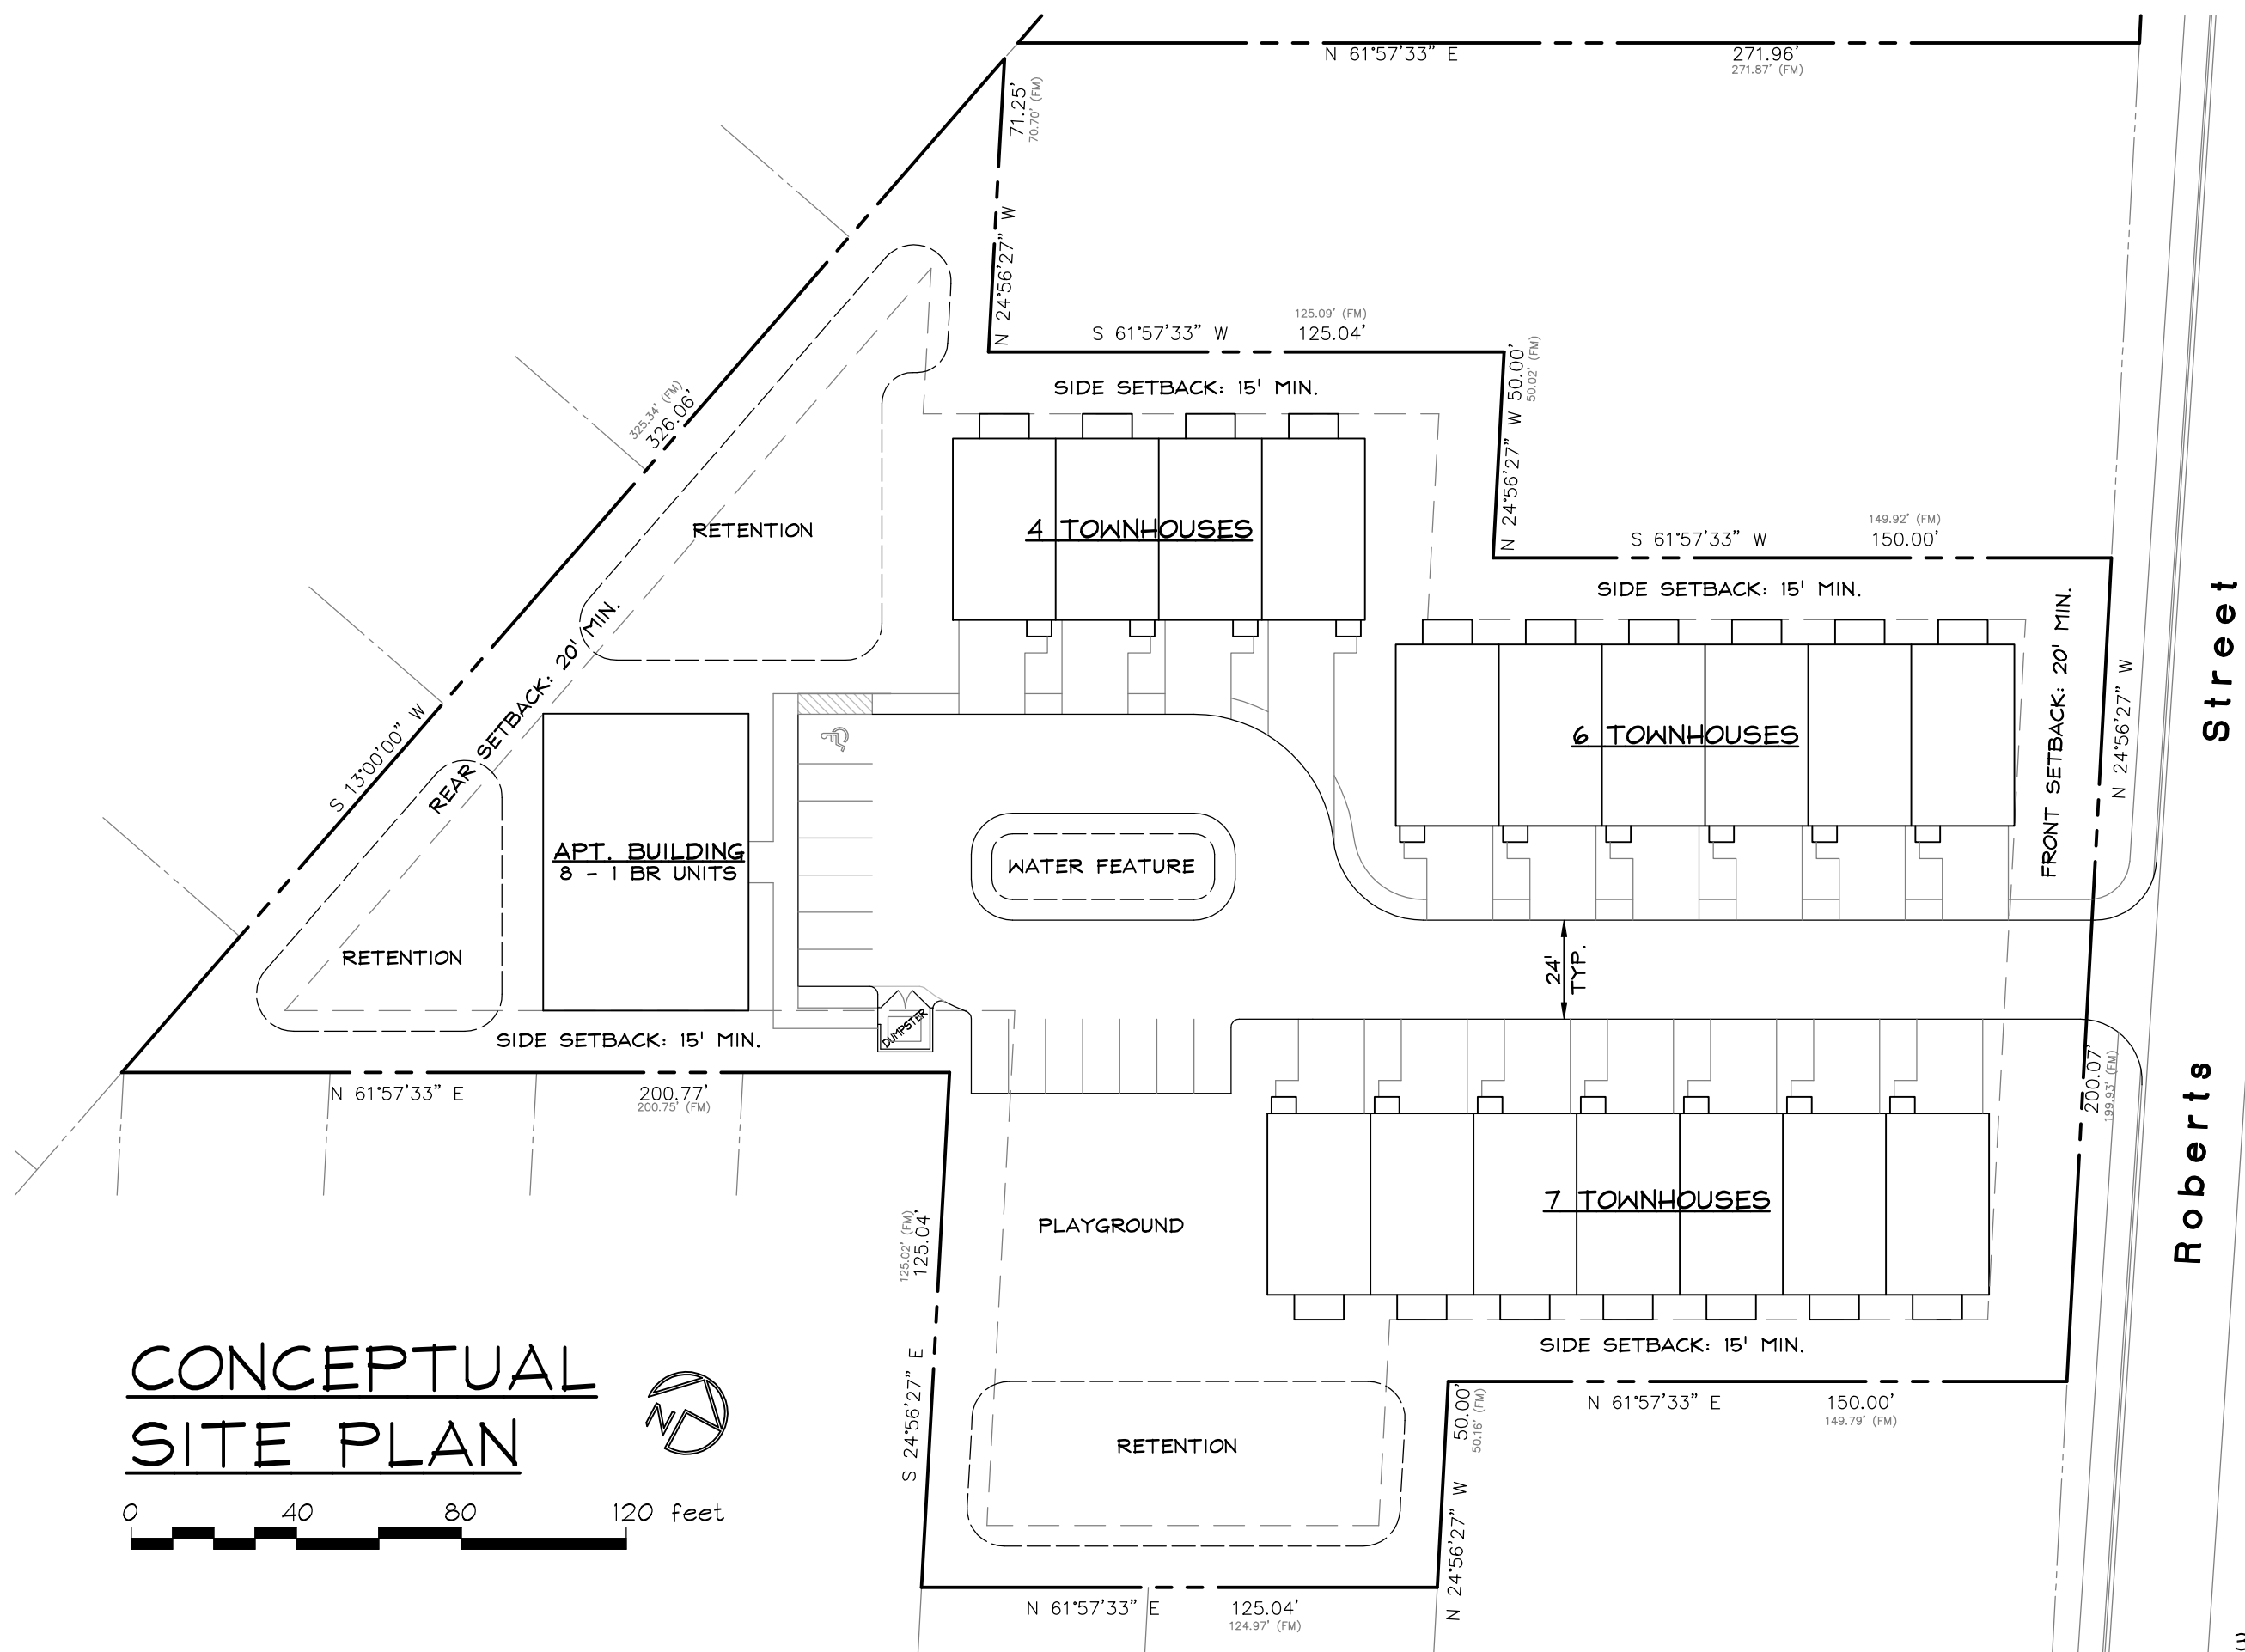 N 61°57'33" E
271.96'
271.87' (FM)
71.25'
70.70' (FM)
N 24°56'27" W
125.09' (FM)
S 61°57'33" W 125.04'
SIDE SETBACK: 15' MIN.
N 24°56'27" W 50.00'
50.02' (FM)
325.34' (FM)
326.06'
S 13°00'00" W
RETENTION
4 TOWNHOUSES
149.92' (FM)
S 61°57'33" W 150.00'
SIDE SETBACK: 15' MIN.
REAR SETBACK: 20' MIN.
FRONT SETBACK: 20' MIN.
N 24°56'27" W
200.07'
199.93' (FM)
6 TOWNHOUSES
Roberts Street
APT. BUILDING
8 - 1 BR UNITS
WATER FEATURE
RETENTION
24'
TYP.
DUMPSTER
SIDE SETBACK: 15' MIN.
N 61°57'33" E 200.77'
200.75' (FM)
125.02' (FM)
125.04'
S 24°56'27" E
PLAYGROUND
7 TOWNHOUSES
SIDE SETBACK: 15' MIN.
N 61°57'33" E 150.00'
149.79' (FM)
50.00'
50.16' (FM)
N 24°56'27" W
RETENTION
N 61°57'33" E 125.04'
124.97' (FM)
CONCEPTUAL
SITE PLAN
N
0 40 80 120 feet